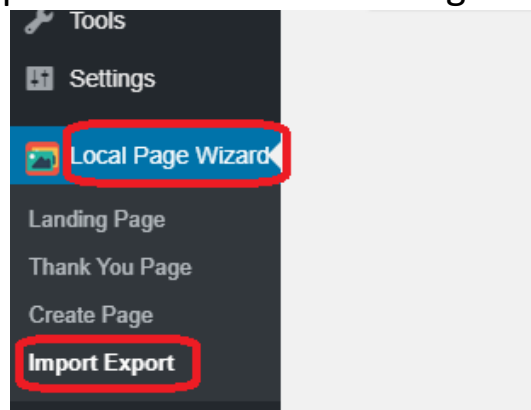 Tools
Settings
Local Page Wizard
Landing Page
Thank You Page
Create Page
Import Export